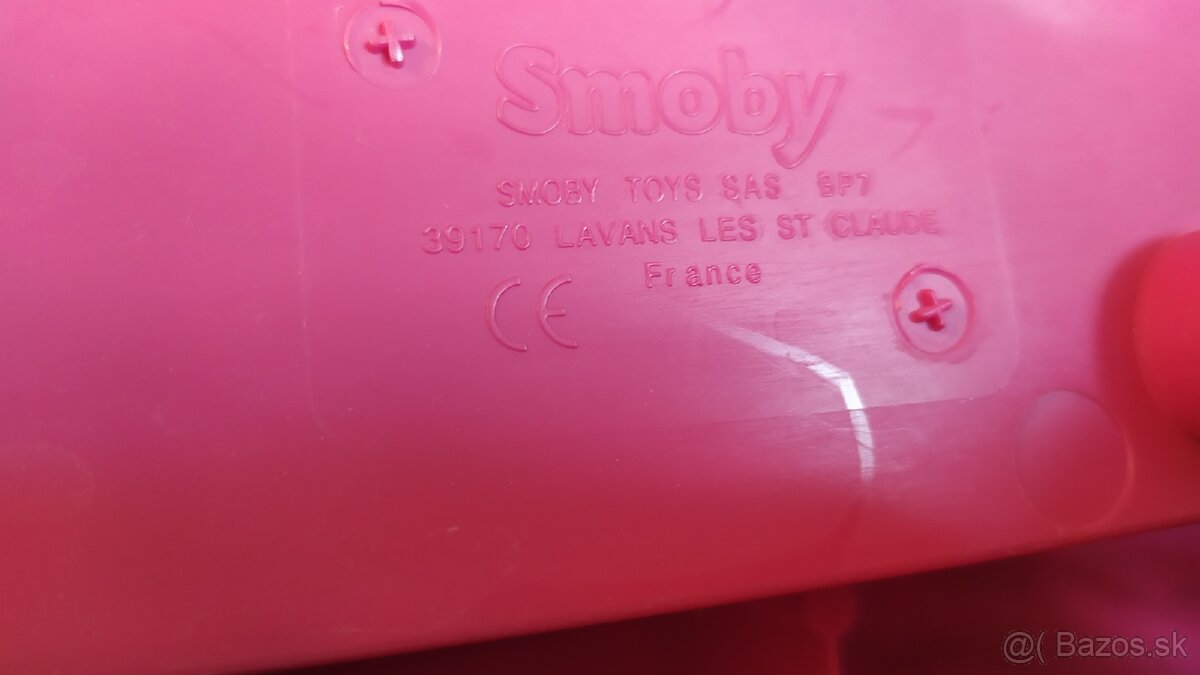 Smoby
SMOBY TOYS SAS BP7
39170 LAVANS LES ST CLAUDE
France
CE
@( Bazos.sk